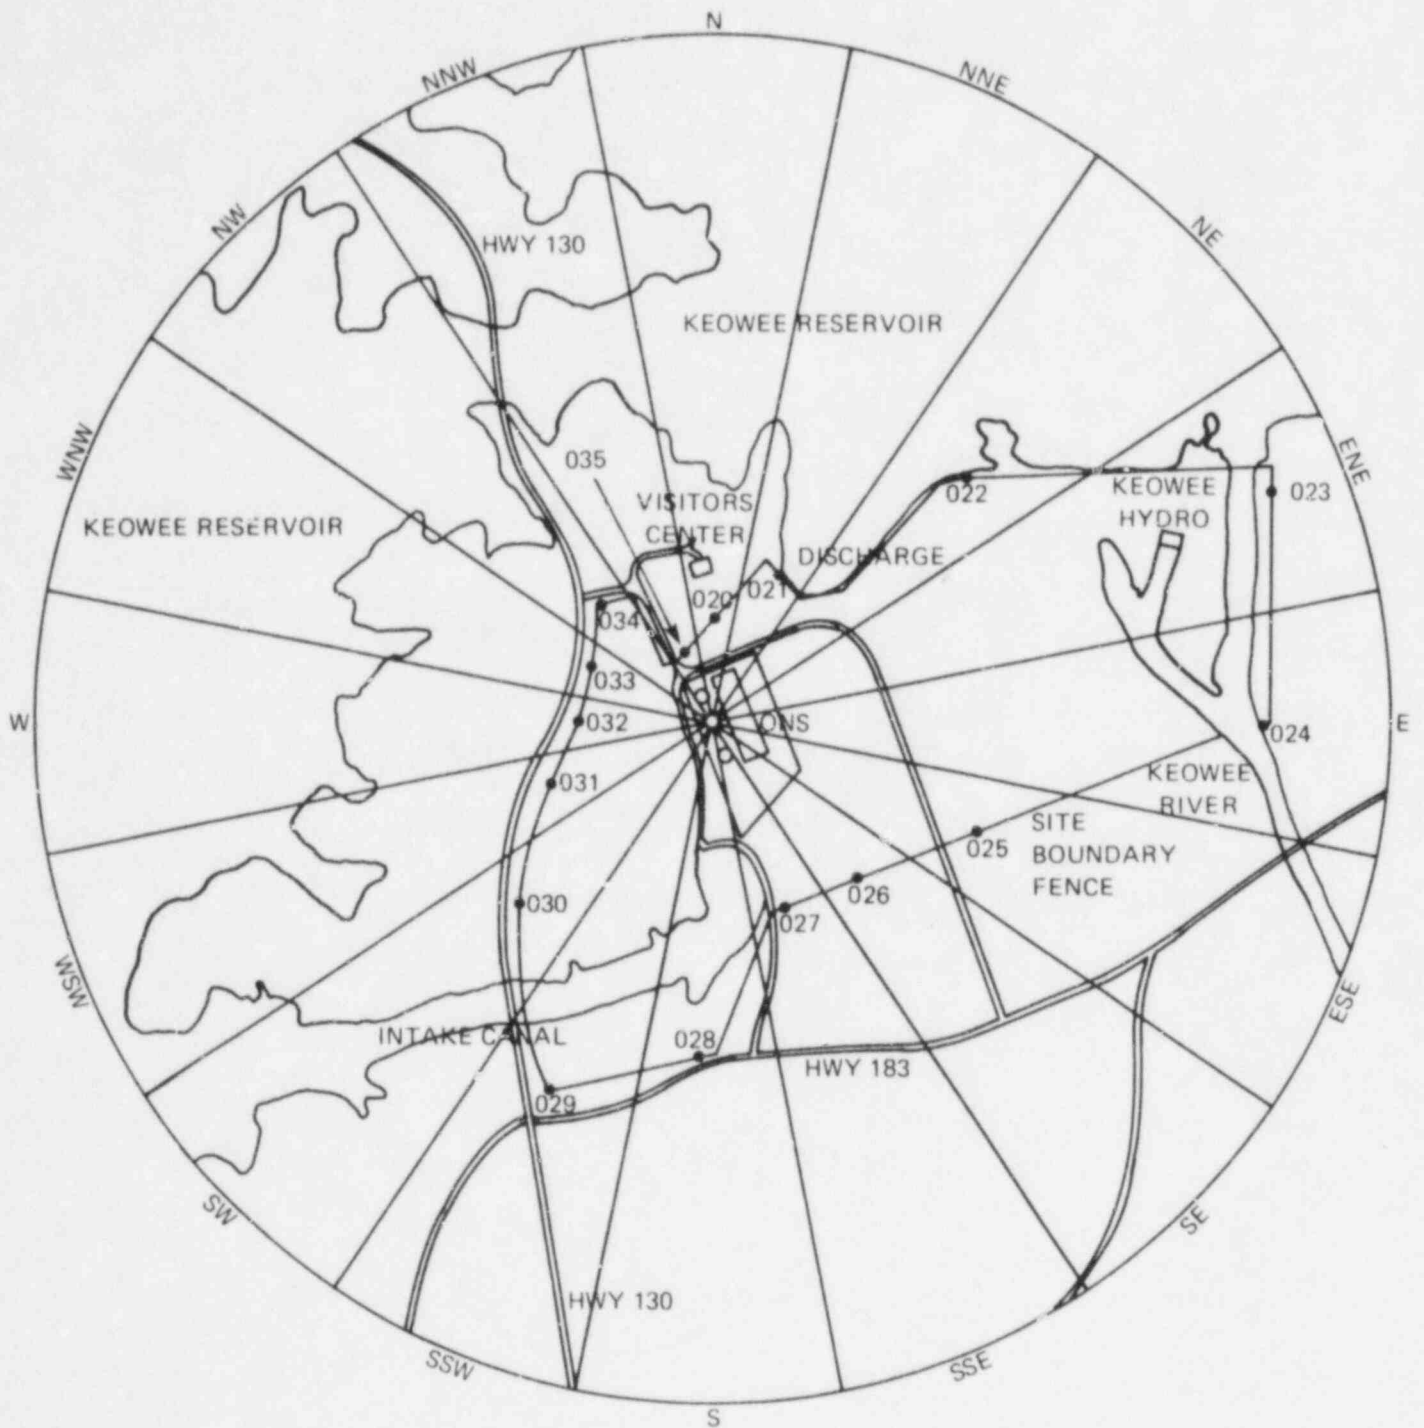 N
NNW
NNE
NW
NE
HWY 130
KEOWEE RESERVOIR
WNW
ENE
035
VISITORS
CENTER
022
KEOWEE
HYDRO
023
KEOWEE RESERVOIR
DISCHARGE
020
021
034
033
W
032
ONS
E
024
031
KEOWEE
RIVER
SITE
BOUNDARY
FENCE
025
026
030
027
WSW
ESE
INTAKE CANAL
028
HWY 183
029
SW
SE
HWY 130
SSW
SSE
S